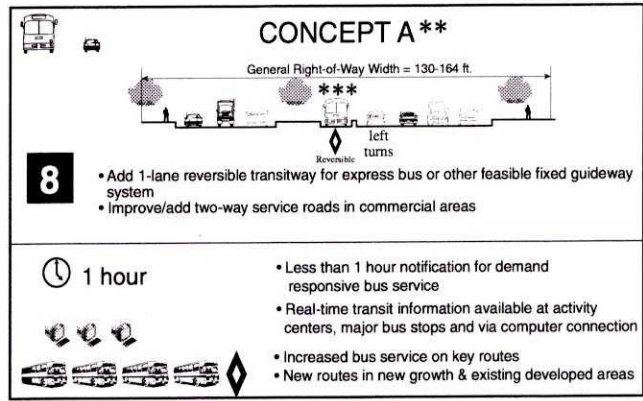 CONCEPT A**
General Right-of-Way Width = 130-164 ft.
***
left
turns
Reversible
8
• Add 1-lane reversible transitway for express bus or other feasible fixed guideway
system
• Improve/add two-way service roads in commercial areas
1 hour
• Less than 1 hour notification for demand
responsive bus service
• Real-time transit information available at activity
centers, major bus stops and via computer connection
• Increased bus service on key routes
• New routes in new growth & existing developed areas